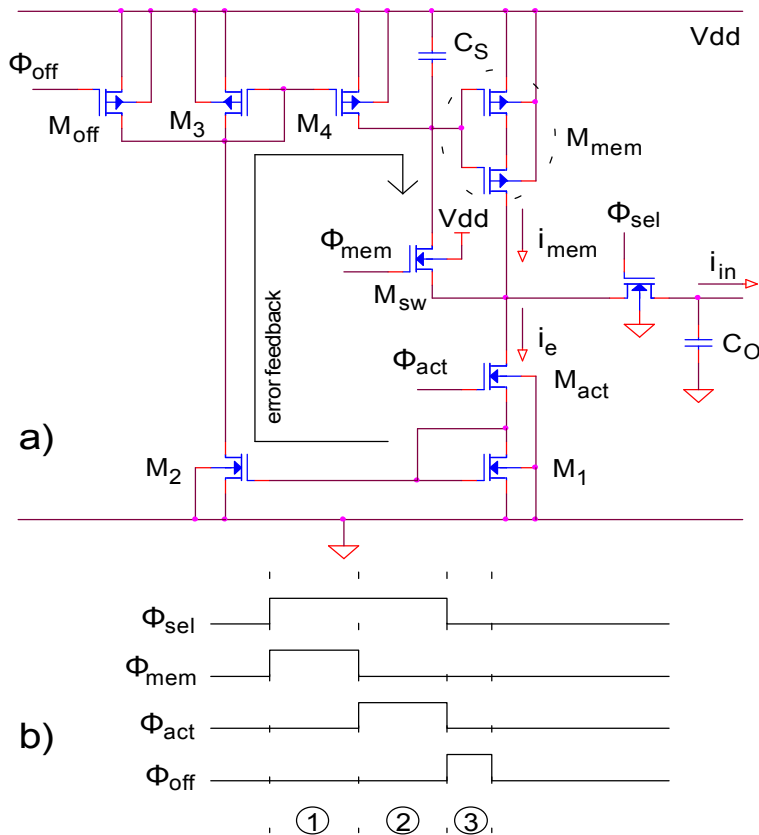 Vdd
Φoff
Moff
M3
M4
CS
Mmem
Vdd
Φmem
Msw
imem
Φsel
iin
CO
ie
Φact
Mact
error feedback
a)
M2
M1
Φsel
Φmem
b)
Φact
Φoff
1 2 3